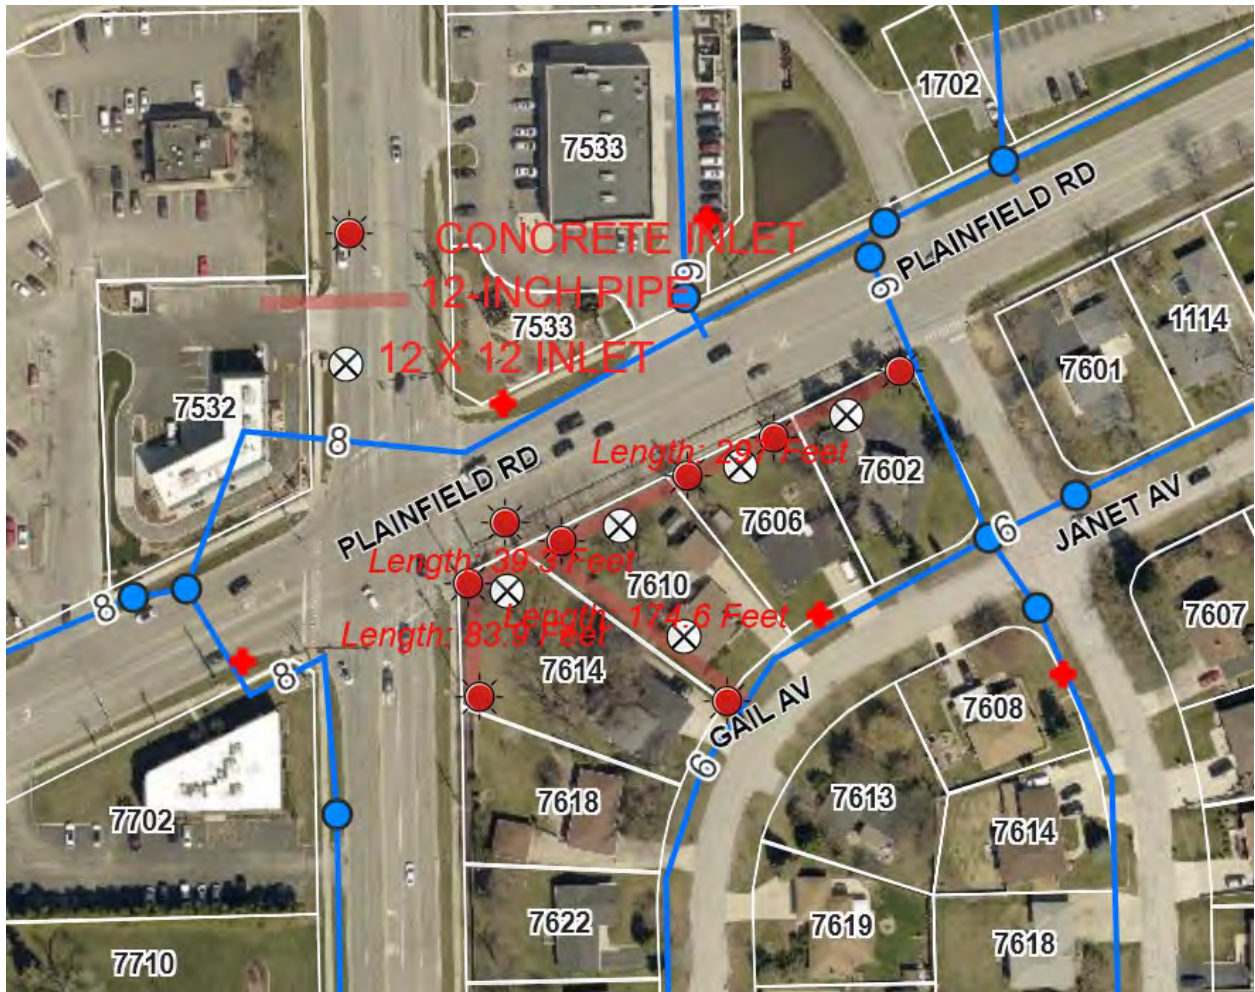 1702
7533
CONCRETE INLET
PLAINFIELD RD
6
6
12-INCH PIPE
7533
1114
12 X 12 INLET
7601
7532
8
Length: 297 Feet
7602
PLAINFIELD RD
7606
6
JANET AV
Length: 39.3 Feet
7610
8
Length: 174.6 Feet
7607
Length: 83.9 Feet
7614
8
GAIL AV
7608
6
7618
7613
7702
7614
7622
7619
7618
7710